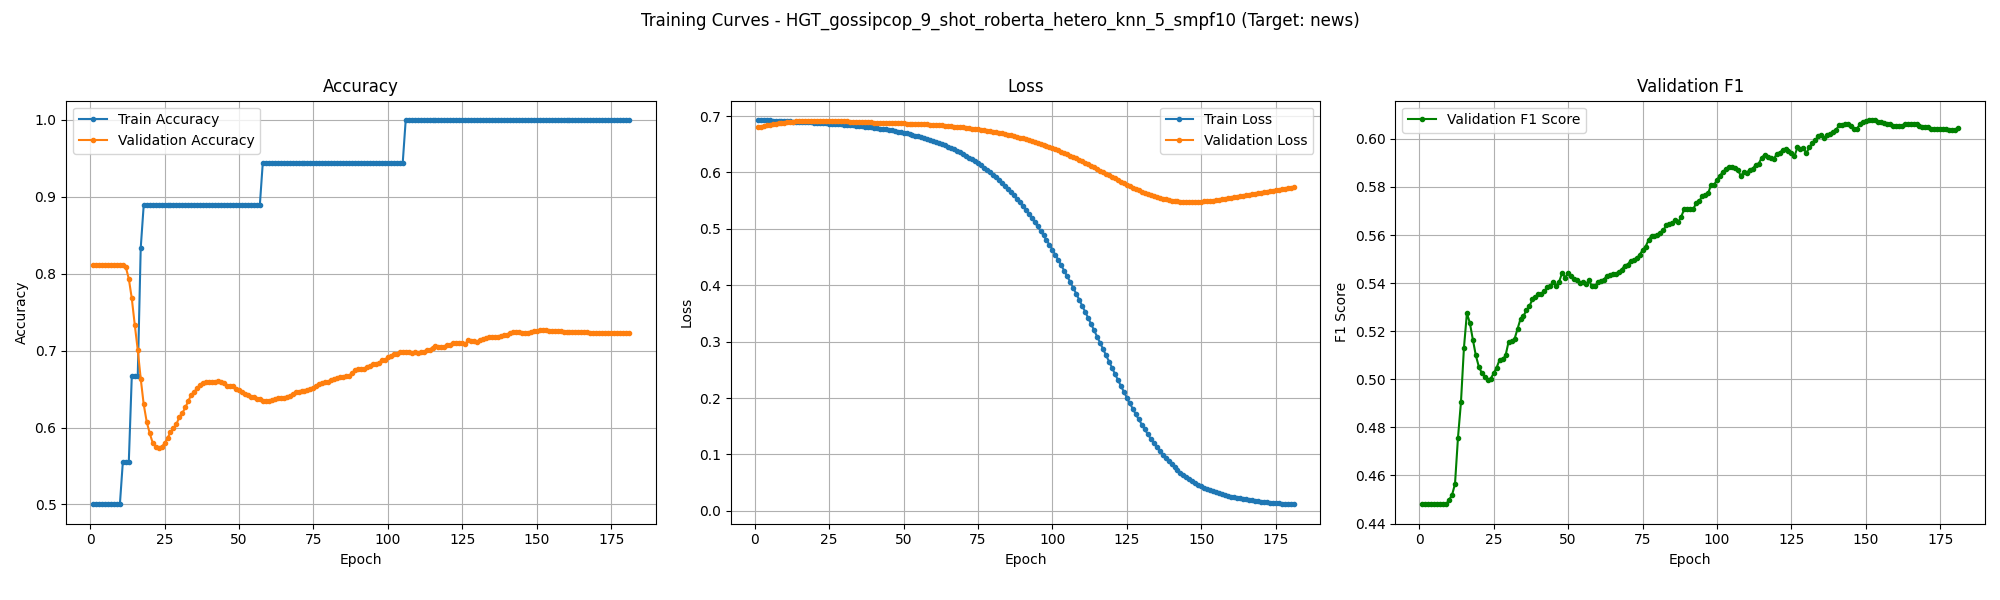 Training Curves - HGT_gossipcop_9_shot_roberta_hetero_knn_5_smpf10 (Target: news)
Accuracy
Train Accuracy
Validation Accuracy
Accuracy
1.0
0.9
0.8
0.7
0.6
0.5
0 25 50 75 100 125 150 175
Epoch
Loss
Train Loss
Validation Loss
Loss
0.7
0.6
0.5
0.4
0.3
0.2
0.1
0.0
0 25 50 75 100 125 150 175
Epoch
Validation F1
Validation F1 Score
F1 Score
0.60
0.58
0.56
0.54
0.52
0.50
0.48
0.46
0.44
0 25 50 75 100 125 150 175
Epoch